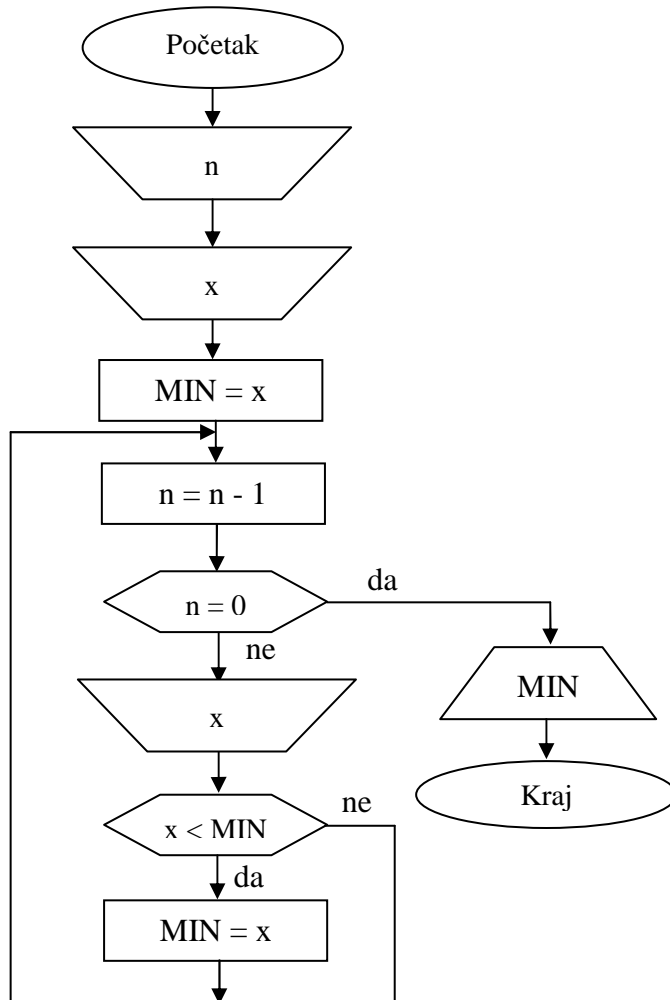 Početak
n
x
MIN = x
n = n - 1
n = 0
da
ne
MIN
x
Kraj
x < MIN
ne
da
MIN = x